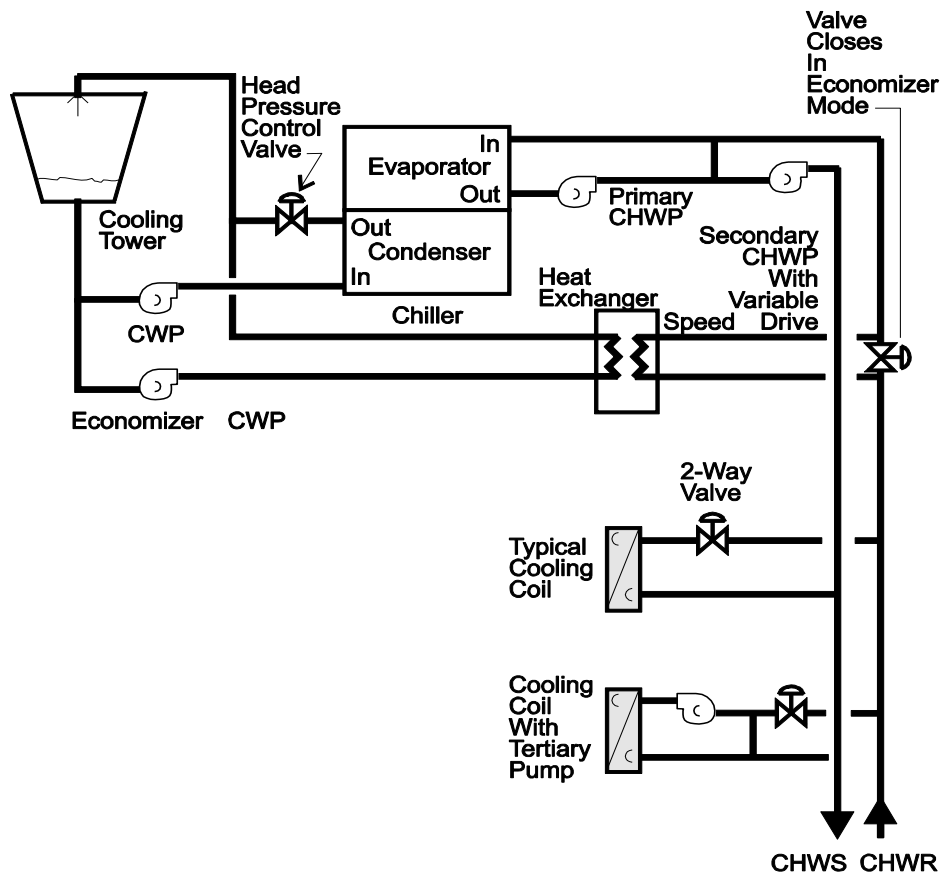 Valve
Closes
In
Economizer
Mode
Head
Pressure
Control
Valve
In
Evaporator
Out
Primary
CHWP
Cooling
Tower
Out
Condenser
In
Secondary
CHWP
With
Variable
Speed Drive
Heat
Exchanger
Chiller
CWP
Economizer CWP
2-Way
Valve
Typical
Cooling
Coil
Cooling
Coil
With
Tertiary
Pump
CHWS CHWR